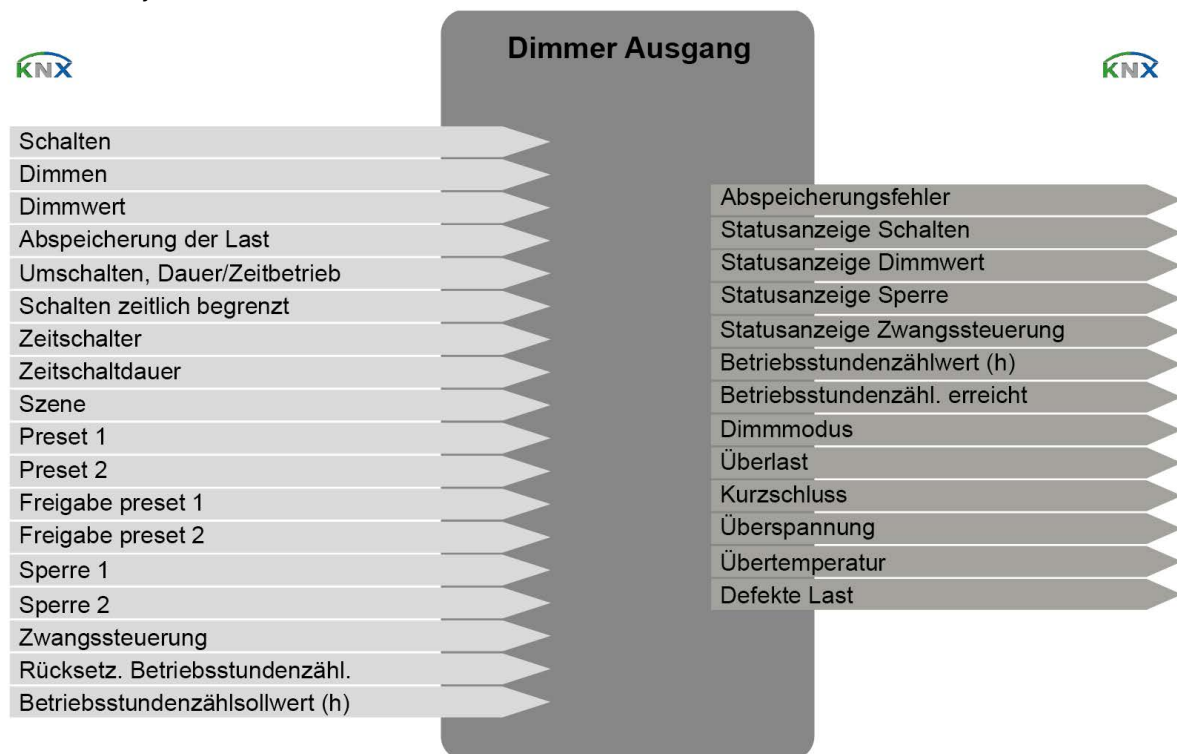 Dimmer Ausgang
KNX
KNX
Schalten
Dimmen
Dimmwert
Abspeicherung der Last
Umschalten, Dauer/Zeitbetrieb
Schalten zeitlich begrenzt
Zeitschalter
Zeitschaltdauer
Szene
Preset 1
Preset 2
Freigabe preset 1
Freigabe preset 2
Sperre 1
Sperre 2
Zwangssteuerung
Rücksetz. Betriebsstundenzähl.
Betriebsstundenzählsollwert (h)
Abspeicherungsfehler
Statusanzeige Schalten
Statusanzeige Dimmwert
Statusanzeige Sperre
Statusanzeige Zwangssteuerung
Betriebsstundenzählwert (h)
Betriebsstundenzähl. erreicht
Dimmmodus
Überlast
Kurzschluss
Überspannung
Übertemperatur
Defekte Last